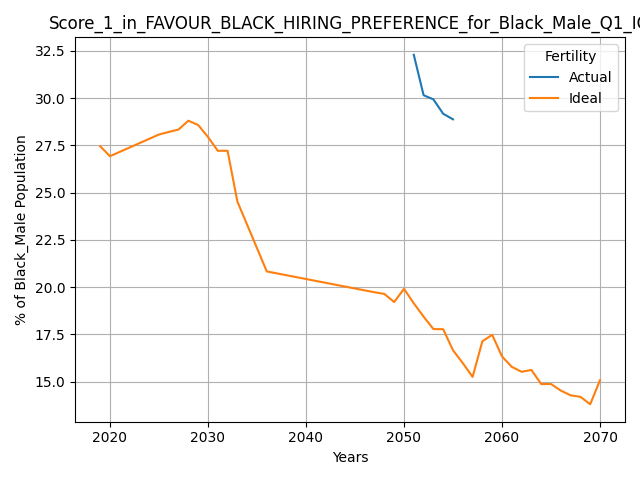 Score_1_in_FAVOUR_BLACK_HIRING_PREFERENCE_for_Black_Male_Q1_I
Fertility
Actual
Ideal
32.5
30.0
27.5
25.0
22.5
20.0
17.5
15.0
% of Black_Male Population
2020 2030 2040 2050 2060 2070
Years